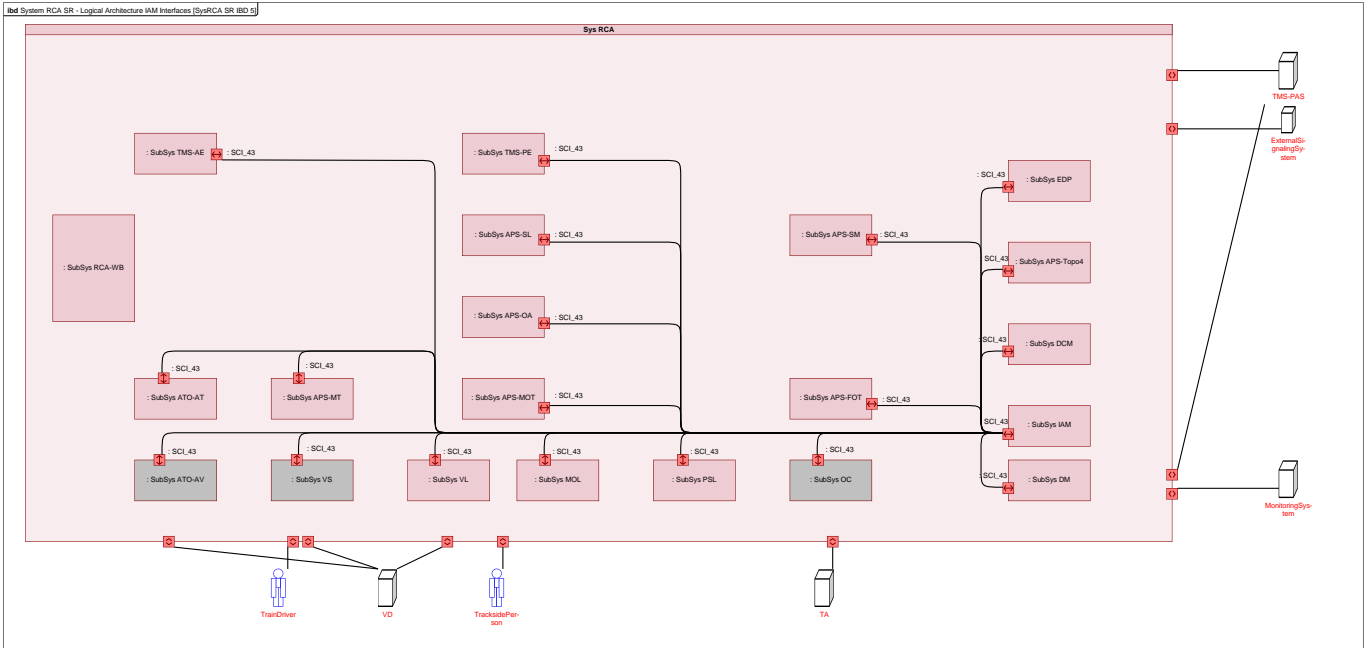 ibd System RCA SR - Logical Architecture IAM Interfaces [SysRCA SR IBD 5]
Sys RCA
TMS-PAS
ExternalSi-
gnalingSy-
stem
: SubSys TMS-AE
: SCI_43
: SubSys TMS-PE
: SCI_43
: SCI_43
: SubSys EDP
: SubSys RCA-WB
: SubSys APS-SL
: SCI_43
: SubSys APS-SM
: SCI_43
: SCI_43
: SubSys APS-Topo4
: SubSys APS-OA
: SCI_43
: SCI_43
: SubSys DCM
: SCI_43
: SubSys ATO-AT
: SCI_43
: SubSys APS-MT
: SubSys APS-MOT
: SCI_43
: SubSys APS-FOT
: SCI_43
: SCI_43
: SubSys IAM
: SCI_43
: SubSys ATO-AV
: SCI_43
: SubSys VS
: SCI_43
: SubSys VL
: SCI_43
: SubSys MOL
: SCI_43
: SubSys PSL
: SCI_43
: SubSys OC
: SCI_43
: SubSys DM
MonitoringSys-
tem
TrainDriver
VD
TracksidePer-
son
TA